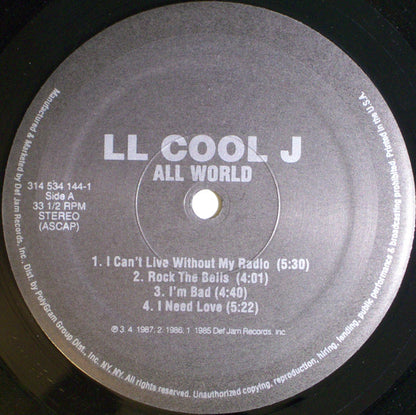 LL COOL J
ALL WORLD
314 534 144-1
Side A
33 1/2 RPM
STEREO
(ASCAP)
1. I Can't Live Without My Radio (5:30)
2. Rock The Bells (4:01)
3. I'm Bad (4:40)
4. I Need Love (5:22)
℗ 3, 4. 1987; 2. 1986; 1. 1985 Def Jam Records, Inc.
Manufactured & Marketed by Def Jam Records, Inc., Dist. by PolyGram Group Dist., Inc. NY, NY. All rights reserved. Unauthorized copying, reproduction, hiring, lending, public performance & broadcasting prohibited. Printed in the U.S.A.